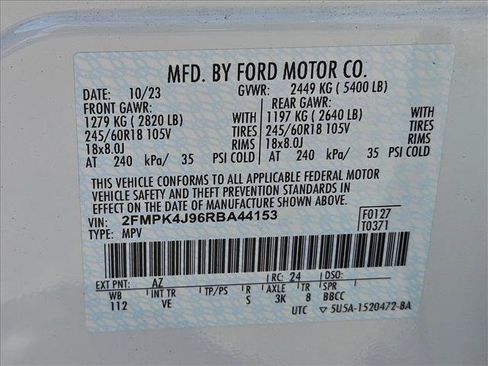 MFD. BY FORD MOTOR CO.
DATE: 10/23 GVWR: 2449 KG ( 5400 LB)
FRONT GAWR: REAR GAWR:
1279 KG ( 2820 LB) WITH 1197 KG ( 2640 LB) WITH
245/60R18 105V TIRES 245/60R18 105V TIRES
18x8.0J RIMS 18x8.0J RIMS
AT 240 kPa/ 35 PSI COLD AT 240 kPa/ 35 PSI COLD
THIS VEHICLE CONFORMS TO ALL APPLICABLE FEDERAL MOTOR
VEHICLE SAFETY AND THEFT PREVENTION STANDARDS IN
EFFECT ON THE DATE OF MANUFACTURE SHOWN ABOVE.
VIN: 2FMPK4J96RBA44153 F0127
TYPE: MPV T0371
EXT PNT: AZ RC: 24 DSO:
WB INT TR TP/PS R AXLE TR SPR
112 VE S 3K 8 BBCC
UTC 5U5A-1520472-BA